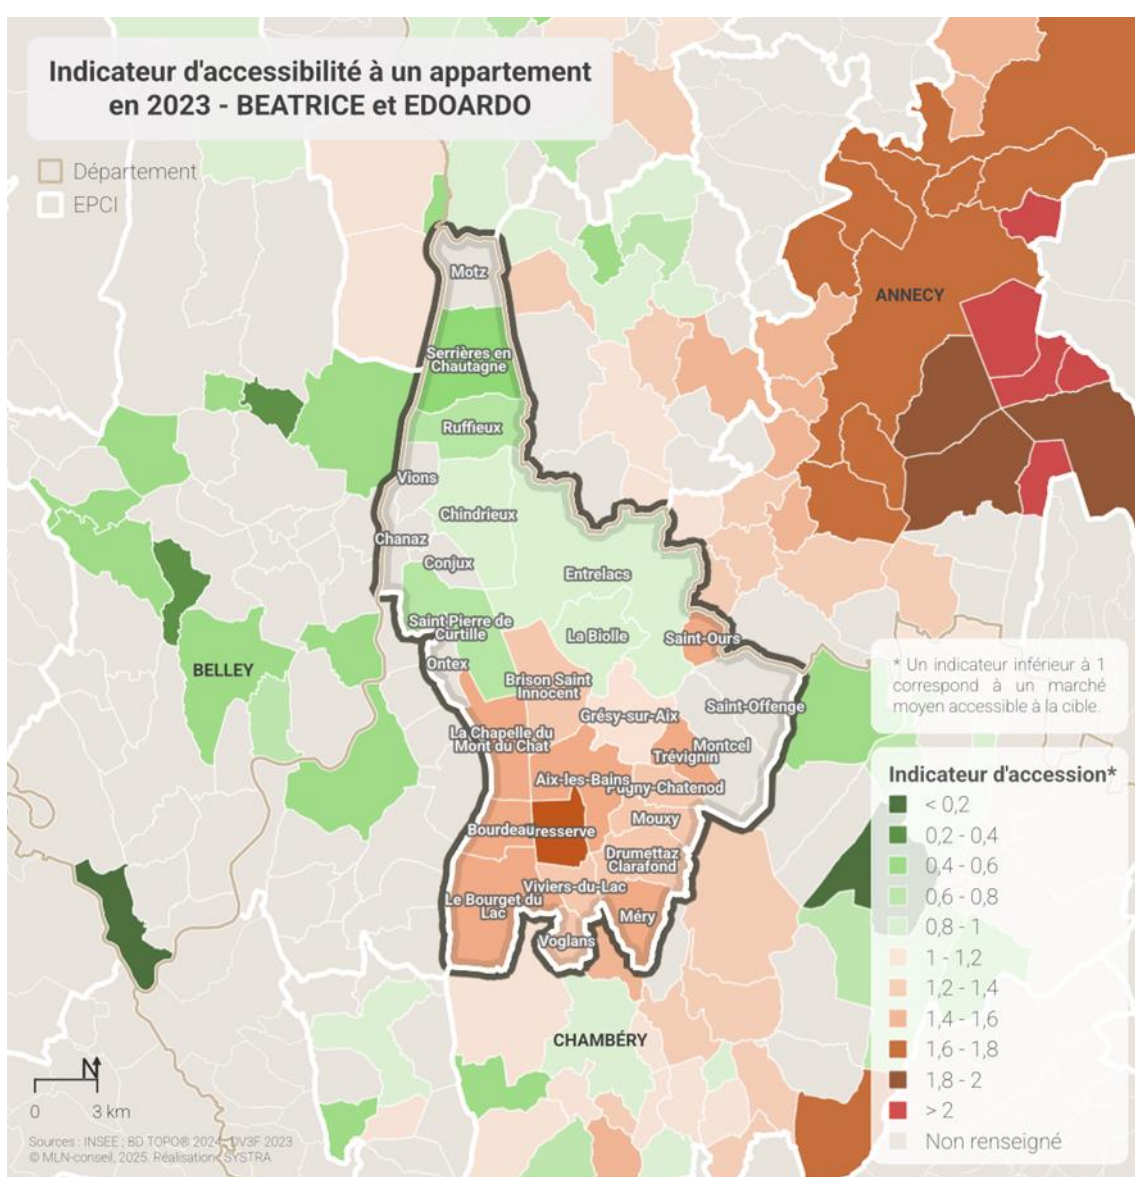 Indicateur d'accessibilité à un appartement
en 2023 - BEATRICE et EDOARDO
Département
EPCI
Motz
ANNECY
Serrières en
Chautagne
Ruffieux
Vions
Chindrieux
Chanaz
Conjux
Entrelacs
Saint Pierre de
Curtille
La Biolle
Saint-Ours
BELLEY
Ontex
Brison Saint
Innocent
Saint-Offenge
Grésy-sur-Aix
La Chapelle du
Mont du Chat
Montcel
Trévignin
Aix-les-Bains
Pugny-Chatenod
Bourdeau
resserve
Mouxy
Drumettaz
Clarafond
Viviers-du-Lac
Le Bourget du
Lac
Méry
Voglans
CHAMBÉRY
* Un indicateur inférieur à 1
correspond à un marché
moyen accessible à la cible.
Indicateur d'accession*
< 0,2
0,2 - 0,4
0,4 - 0,6
0,6 - 0,8
0,8 - 1
1 - 1,2
1,2 - 1,4
1,4 - 1,6
1,6 - 1,8
1,8 - 2
> 2
Non renseigné
N
0 3 km
Sources : INSEE ; BD TOPO® 2024, DV3F 2023
© MLN-conseil, 2025. Réalisation : SYSTRA